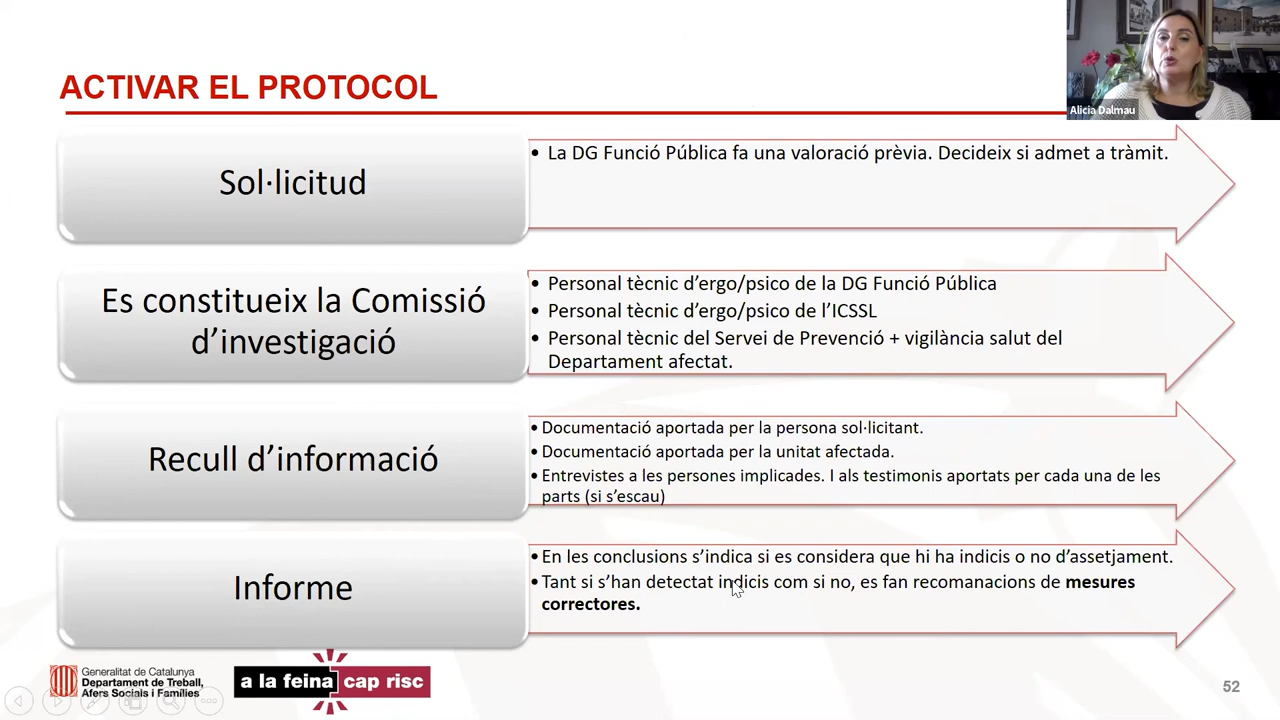 ACTIVAR EL PROTOCOL
Alicia Dalmau
Sol·licitud
• La DG Funció Pública fa una valoració prèvia. Decideix si admet a tràmit.
Es constitueix la Comissió
d’investigació
• Personal tècnic d’ergo/psico de la DG Funció Pública
• Personal tècnic d’ergo/psico de l’ICSSL
• Personal tècnic del Servei de Prevenció + vigilància salut del
Departament afectat.
Recull d’informació
• Documentació aportada per la persona sol·licitant.
• Documentació aportada per la unitat afectada.
• Entrevistes a les persones implicades. I als testimonis aportats per cada una de les
parts (si s’escau)
Informe
• En les conclusions s’indica si es considera que hi ha indicis o no d’assetjament.
• Tant si s’han detectat indicis com si no, es fan recomanacions de mesures
correctores.
Generalitat de Catalunya
Departament de Treball,
Afers Socials i Famílies
a la feina cap risc
52